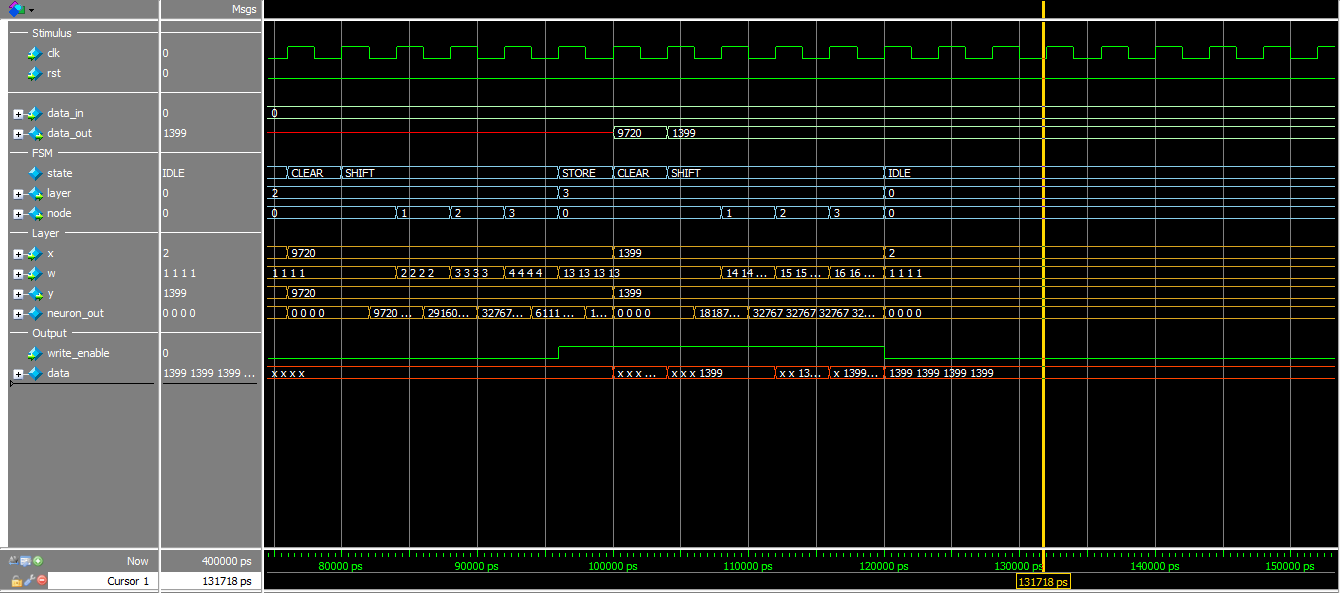 Msgs
Stimulus
clk 0
rst 0
data_in 0 0
data_out 1399 9720 1399
FSM
state IDLE CLEAR SHIFT STORE CLEAR SHIFT IDLE
layer 0 2 3 0
node 0 0 1 2 3 0 1 2 3 0
Layer
x 2 9720 1399 2
w 1 1 1 1 1 1 1 1 2 2 2 2 3 3 3 3 4 4 4 4 13 13 13 13 14 14 ... 15 15 ... 16 16 ... 1 1 1 1
y 1399 9720 1399
neuron_out 0 0 0 0 0 0 0 0 9720 ... 29160... 32767... 6111 ... 1... 0 0 0 0 18187... 32767 32767 32767 32... 0 0 0 0
Output
write_enable 0
data 1399 1399 1399 ... x x x x x x x ... x x x 1399 x x 13... x 1399... 1399 1399 1399 1399
Now 400000 ps 80000 ps 90000 ps 100000 ps 110000 ps 120000 ps 130000 ps 140000 ps 150000 ps
Cursor 1 131718 ps 131718 ps